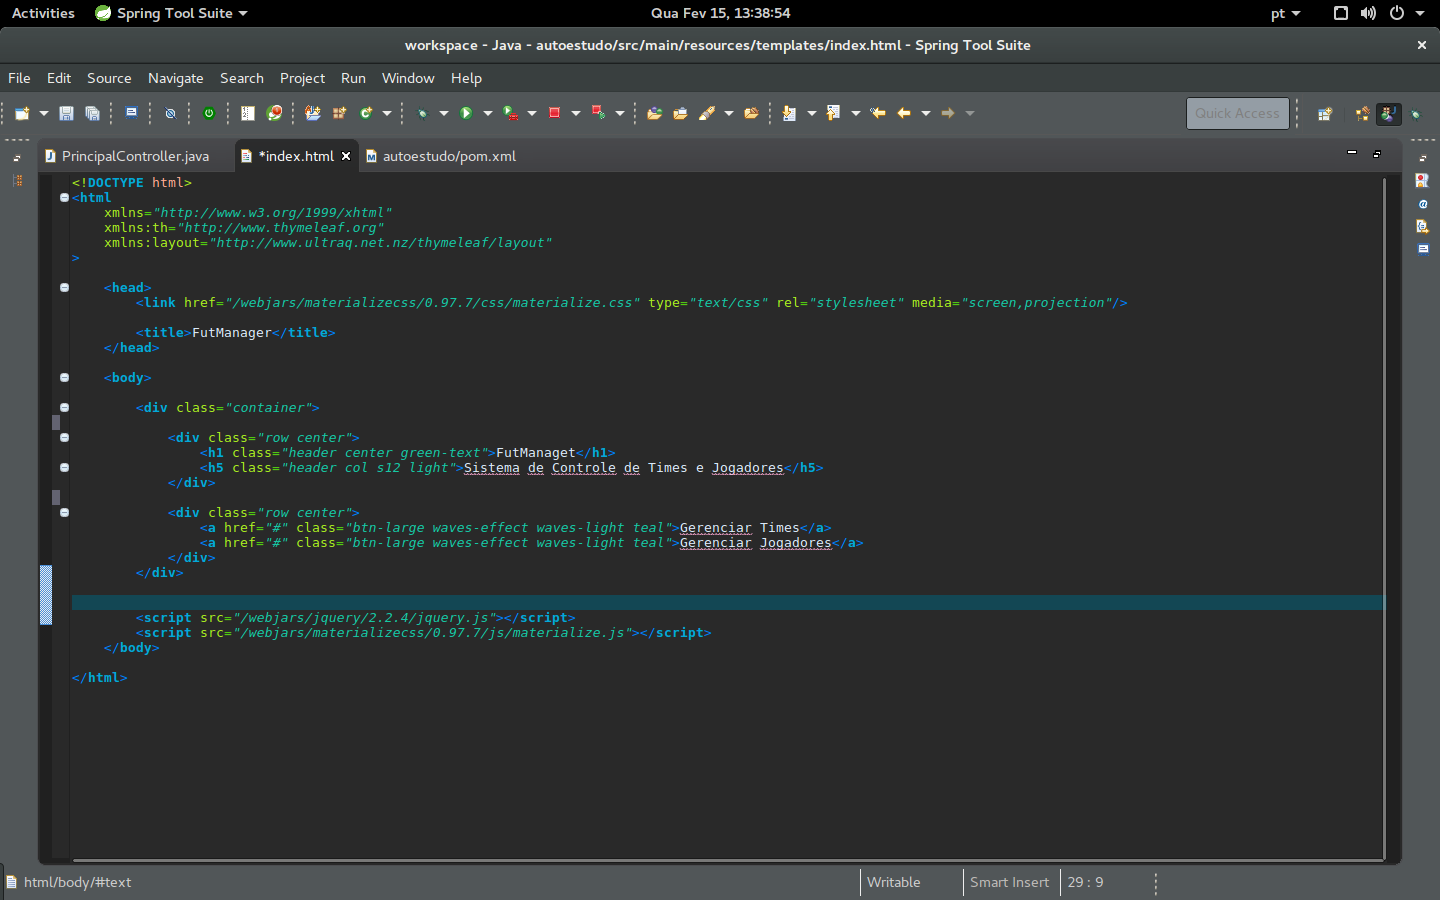 Activities Spring Tool Suite Qua Fev 15, 13:38:54 pt
workspace - Java - autoestudo/src/main/resources/templates/index.html - Spring Tool Suite
File Edit Source Navigate Search Project Run Window Help
Quick Access
PrincipalController.java *index.html autoestudo/pom.xml
<!DOCTYPE html>
<html
xmlns="http://www.w3.org/1999/xhtml"
xmlns:th="http://www.thymeleaf.org"
xmlns:layout="http://www.ultraq.net.nz/thymeleaf/layout"
>
<head>
<link href="/webjars/materializecss/0.97.7/css/materialize.css" type="text/css" rel="stylesheet" media="screen,projection"/>
<title>FutManager</title>
</head>
<body>
<div class="container">
<div class="row center">
<h1 class="header center green-text">FutManaget</h1>
<h5 class="header col s12 light">Sistema de Controle de Times e Jogadores</h5>
</div>
<div class="row center">
<a href="#" class="btn-large waves-effect waves-light teal">Gerenciar Times</a>
<a href="#" class="btn-large waves-effect waves-light teal">Gerenciar Jogadores</a>
</div>
</div>
<script src="/webjars/jquery/2.2.4/jquery.js"></script>
<script src="/webjars/materializecss/0.97.7/js/materialize.js"></script>
</body>
</html>
html/body/#text Writable Smart Insert 29 : 9